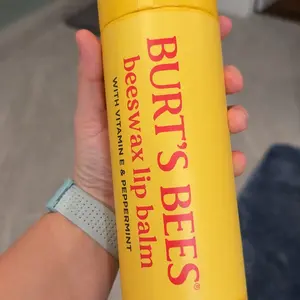 BURT'S BEES®
beeswax lip balm
WITH VITAMIN E & PEPPERMINT